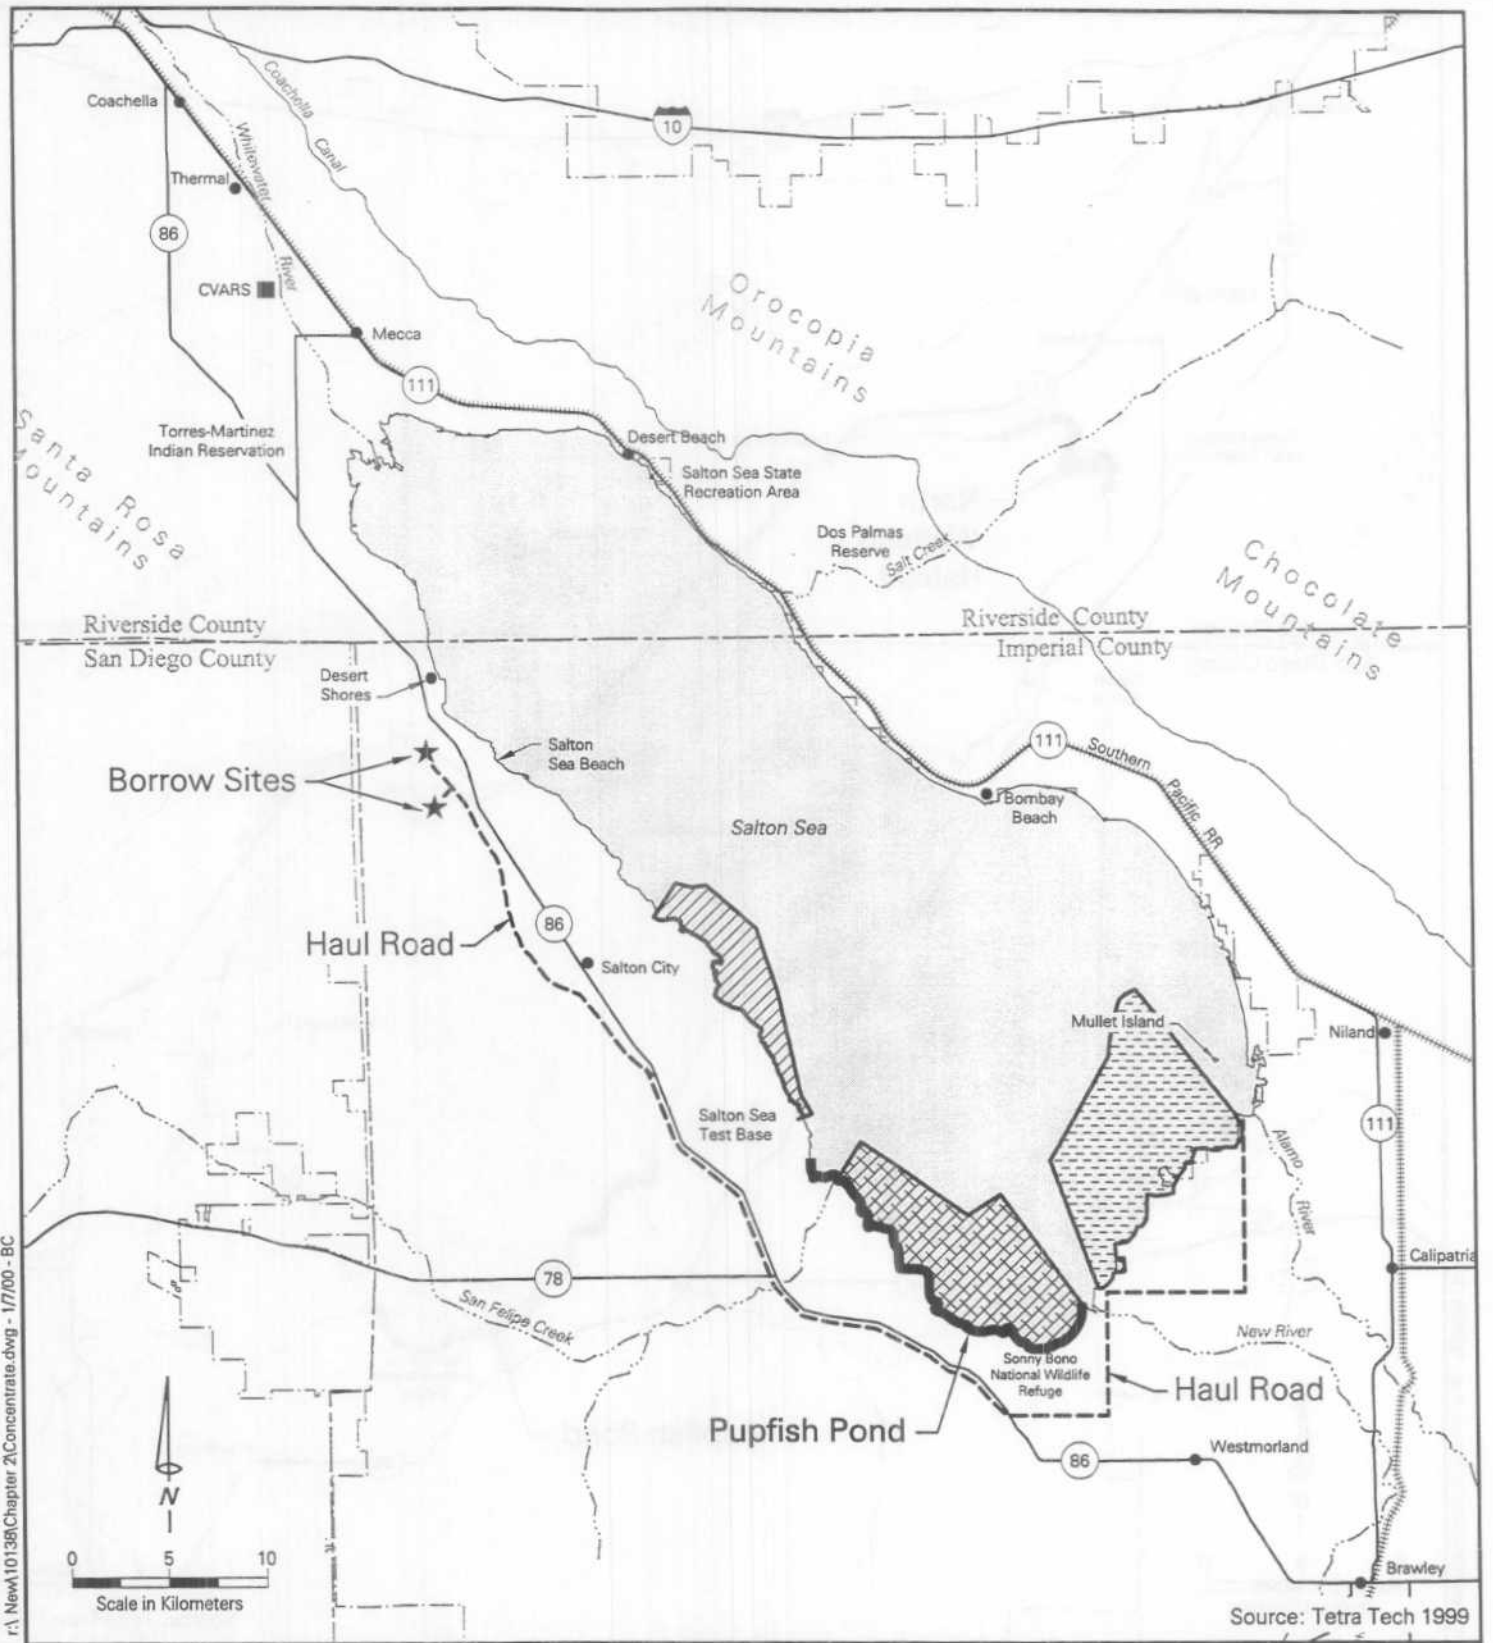 Coachella
Coachella
Canal
10
Whitewater
River
Thermal
86
CVARS
Mecca
111
Orocopia
Mountains
Santa Rosa
Mountains
Torres-Martinez
Indian Reservation
Desert Beach
Salton Sea State
Recreation Area
Dos Palmas
Reserve
Salt Creek
Chocolate
Mountains
Riverside County
San Diego County
Riverside County
Imperial County
Desert
Shores
Salton
Sea Beach
111
Southern
Pacific RR
Borrow Sites
Bombay
Beach
Salton Sea
Haul Road
86
Salton City
Mullet Island
Niland
Salton Sea
Test Base
111
Alamo
River
Calipatria
78
San Felipe Creek
New River
Sonny Bono
National Wildlife
Refuge
Haul Road
Pupfish Pond
86
Westmorland
N
0 5 10
Scale in Kilometers
Brawley
Source: Tetra Tech 1999
r:\ New\10138\Chapter 2\Concentrate.dwg - 1/7/00 - BC